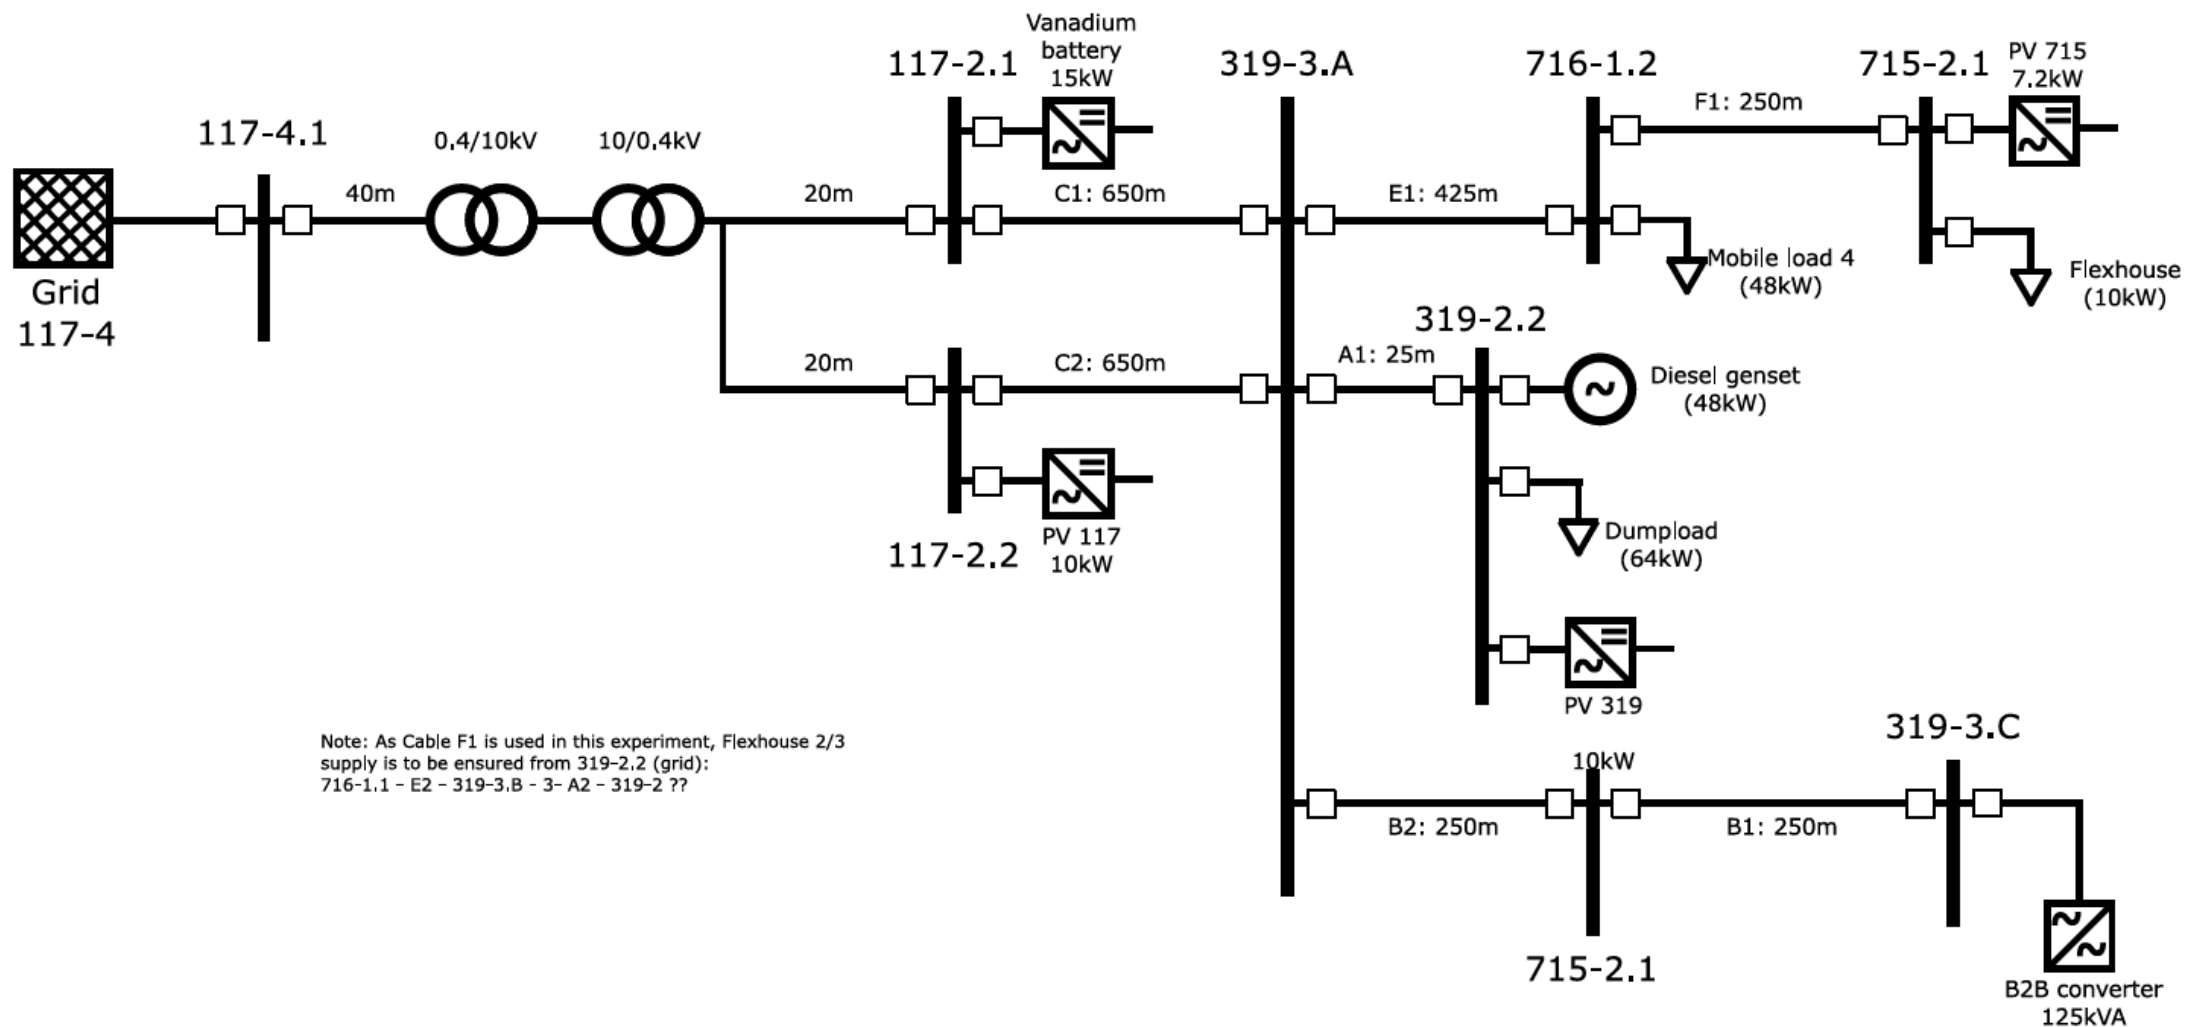 Vanadium
battery
15kW
117-2.1
319-3.A
716-1.2
715-2.1
PV 715
7.2kW
F1: 250m
117-4.1
0.4/10kV
10/0.4kV
40m
20m
C1: 650m
E1: 425m
Grid
117-4
Mobile load 4
(48kW)
Flexhouse
(10kW)
319-2.2
20m
C2: 650m
A1: 25m
Diesel genset
(48kW)
117-2.2
PV 117
10kW
Dumpload
(64kW)
PV 319
10kW
319-3.C
Note: As Cable F1 is used in this experiment, Flexhouse 2/3
supply is to be ensured from 319-2.2 (grid):
716-1.1 - E2 - 319-3.B - 3- A2 - 319-2 ??
B2: 250m
B1: 250m
715-2.1
B2B converter
125kVA